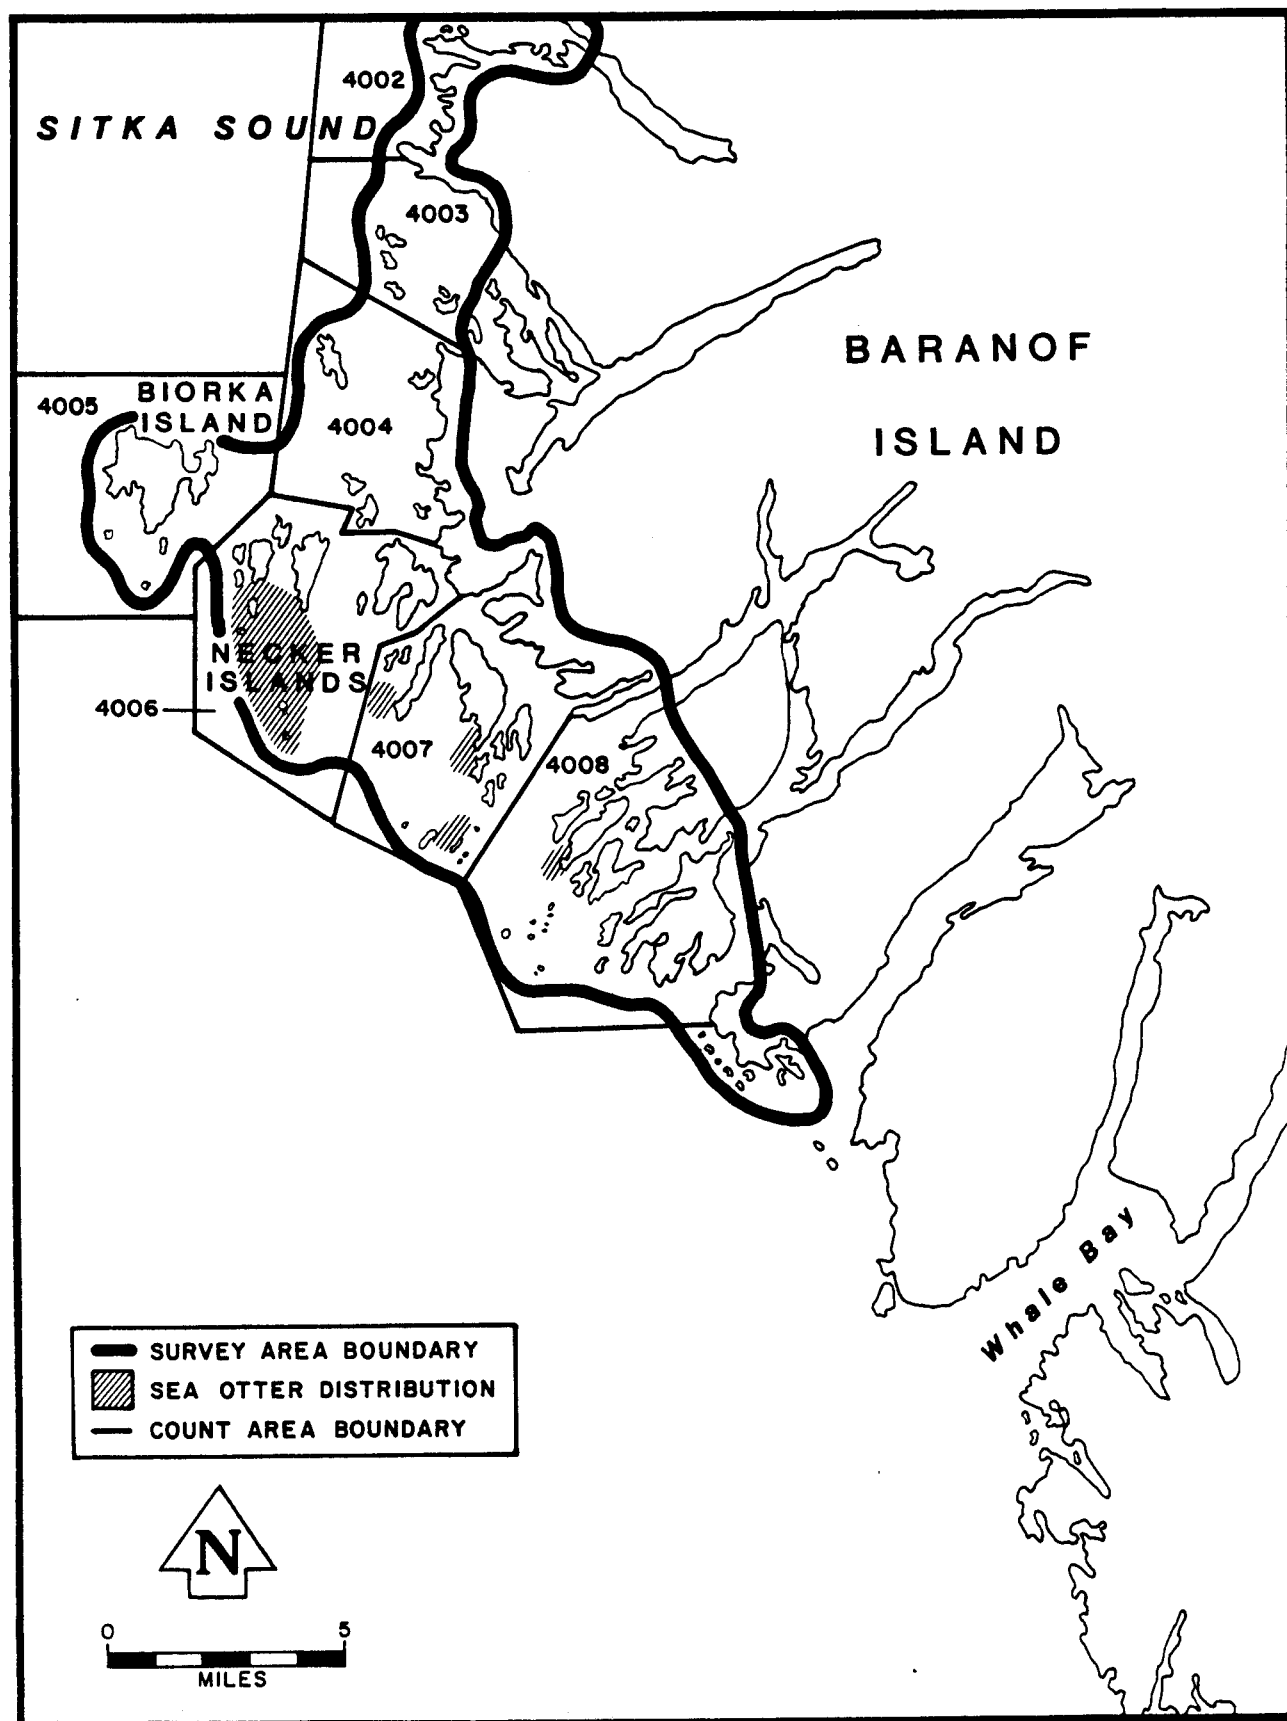 4002
SITKA SOUND
4003
BARANOF
ISLAND
BIORKA
ISLAND
4005
4004
NECKER
ISLANDS
4006
4007
4008
Whale Bay
SURVEY AREA BOUNDARY
SEA OTTER DISTRIBUTION
COUNT AREA BOUNDARY
N
0 5
MILES